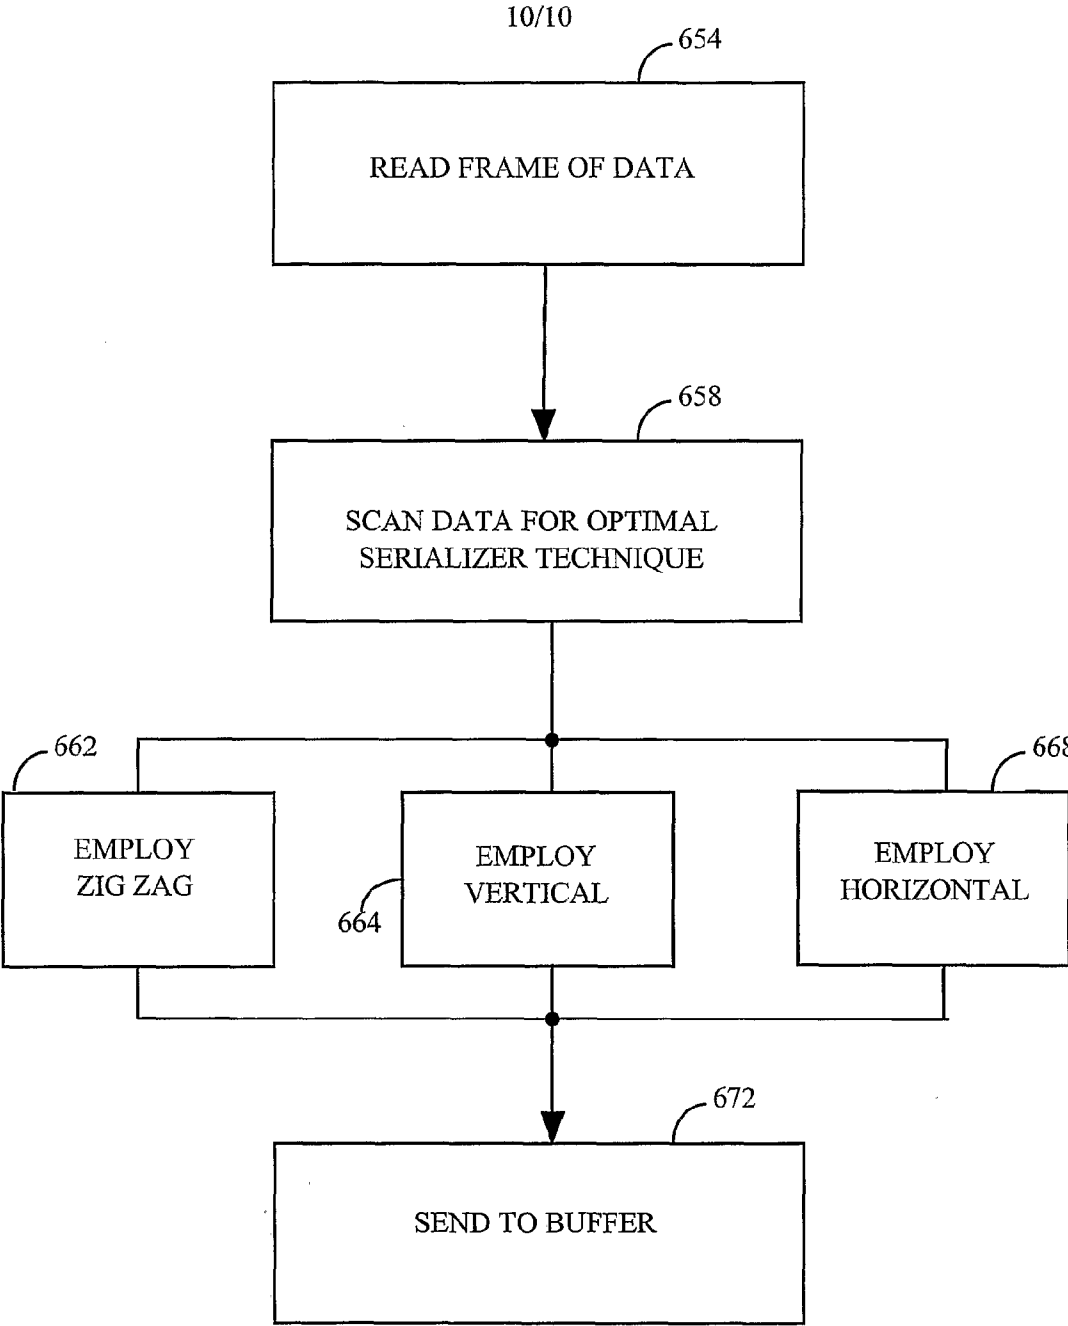 10/10
654
READ FRAME OF DATA
658
SCAN DATA FOR OPTIMAL
SERIALIZER TECHNIQUE
662
668
EMPLOY
ZIG ZAG
664
EMPLOY
VERTICAL
EMPLOY
HORIZONTAL
672
SEND TO BUFFER